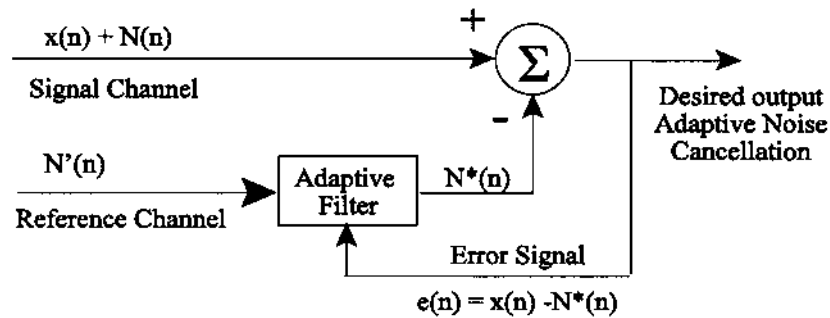 x(n) + N(n)
+
Σ
Signal Channel
-
Desired output
Adaptive Noise
Cancellation
N'(n)
Adaptive
Filter
N*(n)
Reference Channel
Error Signal
e(n) = x(n) -N*(n)